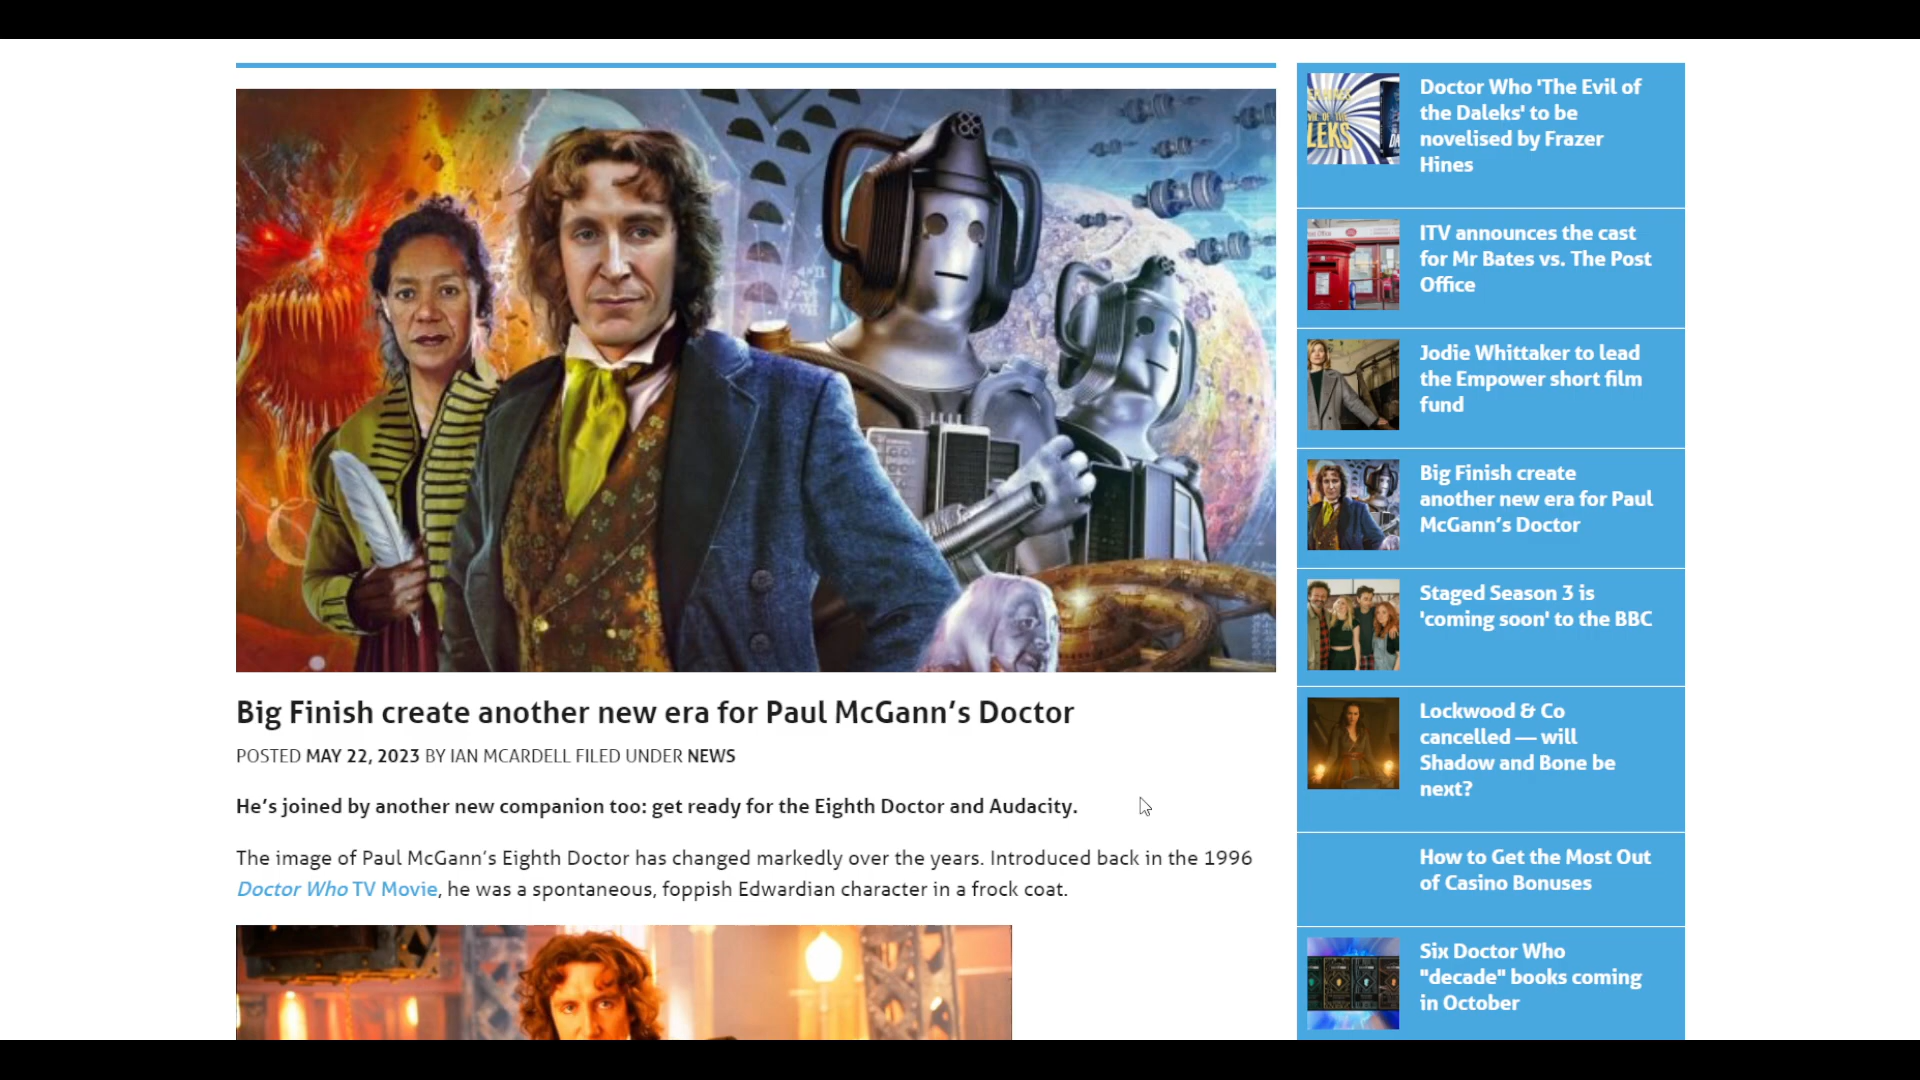 Big Finish create another new era for Paul McGann's Doctor
POSTED MAY 22, 2023 BY IAN MCARDELL FILED UNDER NEWS
He's joined by another new companion too: get ready for the Eighth Doctor and Audacity.
The image of Paul McGann's Eighth Doctor has changed markedly over the years. Introduced back in the 1996
Doctor Who TV Movie, he was a spontaneous, foppish Edwardian character in a frock coat.
Doctor Who 'The Evil of
the Daleks' to be
novelised by Frazer
Hines
ITV announces the cast
for Mr Bates vs. The Post
Office
Jodie Whittaker to lead
the Empower short film
fund
Big Finish create
another new era for Paul
McGann's Doctor
Staged Season 3 is
'coming soon' to the BBC
Lockwood & Co
cancelled — will
Shadow and Bone be
next?
How to Get the Most Out
of Casino Bonuses
Six Doctor Who
"decade" books coming
in October